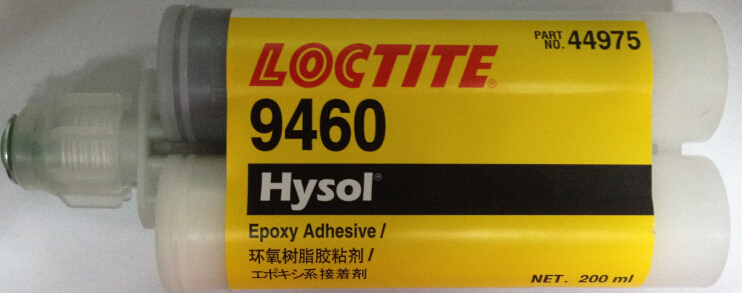 LOCTITE®
PART NO. 44975
9460
Hysol®
Epoxy Adhesive /
环氧树脂胶粘剂 /
エポキシ系接着剤
NET. 200 ml